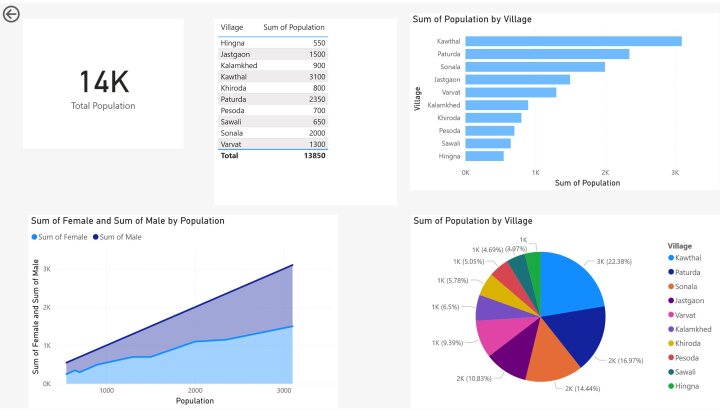 14K
Total Population
Village Sum of Population
Hingna 550
Jastgaon 1500
Kalamkhed 900
Kawthal 3100
Khiroda 800
Paturda 2350
Pesoda 700
Sawali 650
Sonala 2000
Varvat 1300
Total 13850
Sum of Population by Village
Village
Kawthal
Paturda
Sonala
Jastgaon
Varvat
Kalamkhed
Khiroda
Pesoda
Sawali
Hingna
0K 1K 2K 3K
Sum of Population
Sum of Female and Sum of Male by Population
Sum of Female Sum of Male
Sum of Female and Sum of Male
3K
2K
1K
0K
1000 2000 3000
Population
Sum of Population by Village
3K (22.38%)
2K (16.97%)
2K (14.44%)
2K (10.83%)
1K (9.39%)
1K (6.5%)
1K (5.78%)
1K (5.05%)
1K (4.69%)
1K
(3.97%)
Village
Kawthal
Paturda
Sonala
Jastgaon
Varvat
Kalamkhed
Khiroda
Pesoda
Sawali
Hingna